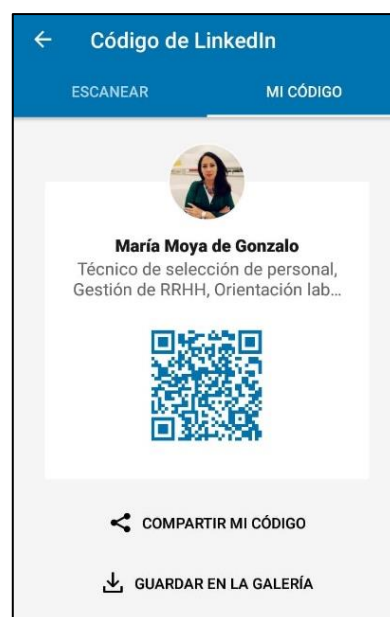 Código de LinkedIn
ESCANEAR
MI CÓDIGO
María Moya de Gonzalo
Técnico de selección de personal,
Gestión de RRHH, Orientación lab...
COMPARTIR MI CÓDIGO
GUARDAR EN LA GALERÍA